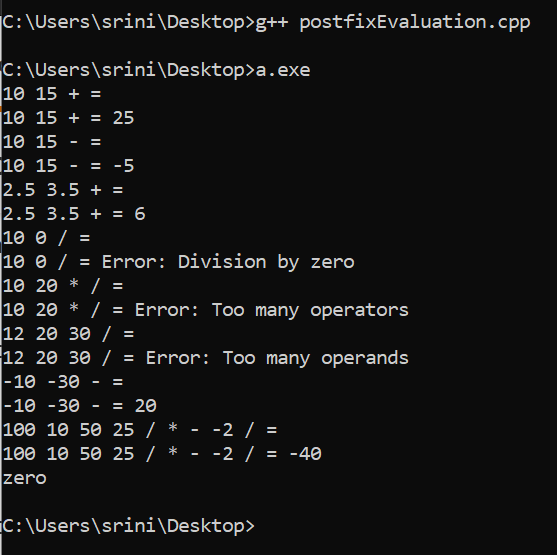 C:\Users\srini\Desktop>g++ postfixEvaluation.cpp
C:\Users\srini\Desktop>a.exe
10 15 + =
10 15 + = 25
10 15 - =
10 15 - = -5
2.5 3.5 + =
2.5 3.5 + = 6
10 0 / =
10 0 / = Error: Division by zero
10 20 * / =
10 20 * / = Error: Too many operators
12 20 30 / =
12 20 30 / = Error: Too many operands
-10 -30 - =
-10 -30 - = 20
100 10 50 25 / * - -2 / =
100 10 50 25 / * - -2 / = -40
zero
C:\Users\srini\Desktop>